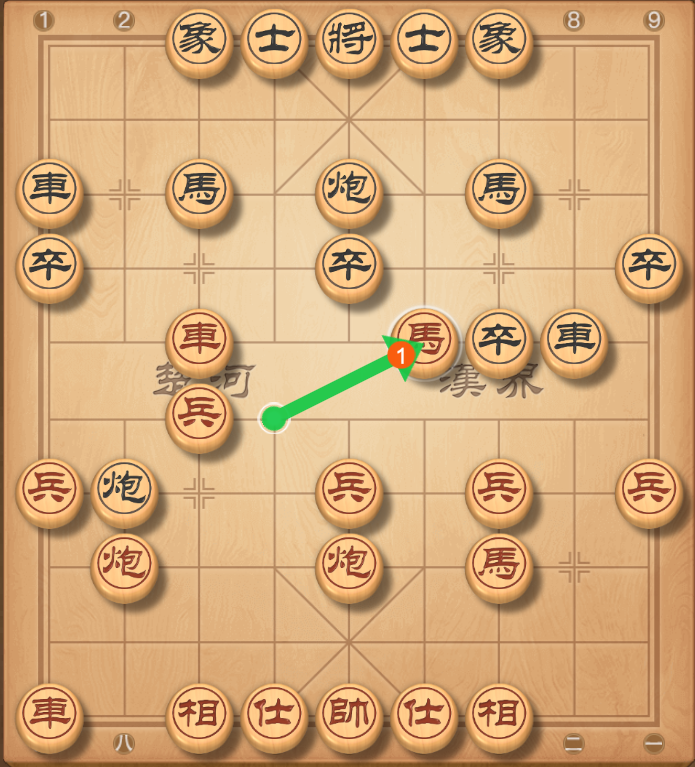 1 2 8 9
象 士 將 士 象
車 馬 炮 馬
卒 卒 卒
車 馬 1 卒 車
楚河 漢界
兵
兵 炮 兵 兵 兵
炮 炮 馬
車 相 仕 帥 仕 相
八 二 一